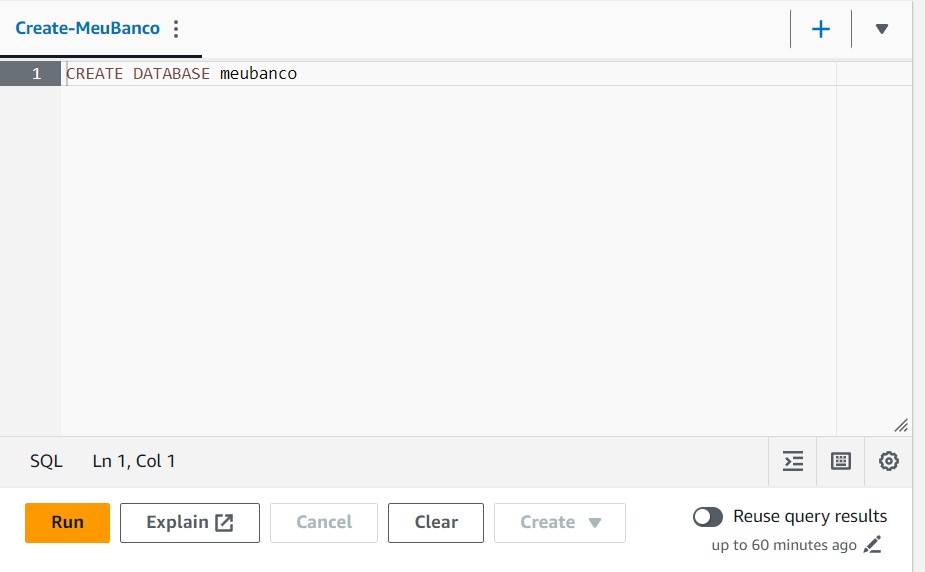 Create-MeuBanco
1 CREATE DATABASE meubanco
SQL Ln 1, Col 1
Run Explain Cancel Clear Create Reuse query results
up to 60 minutes ago